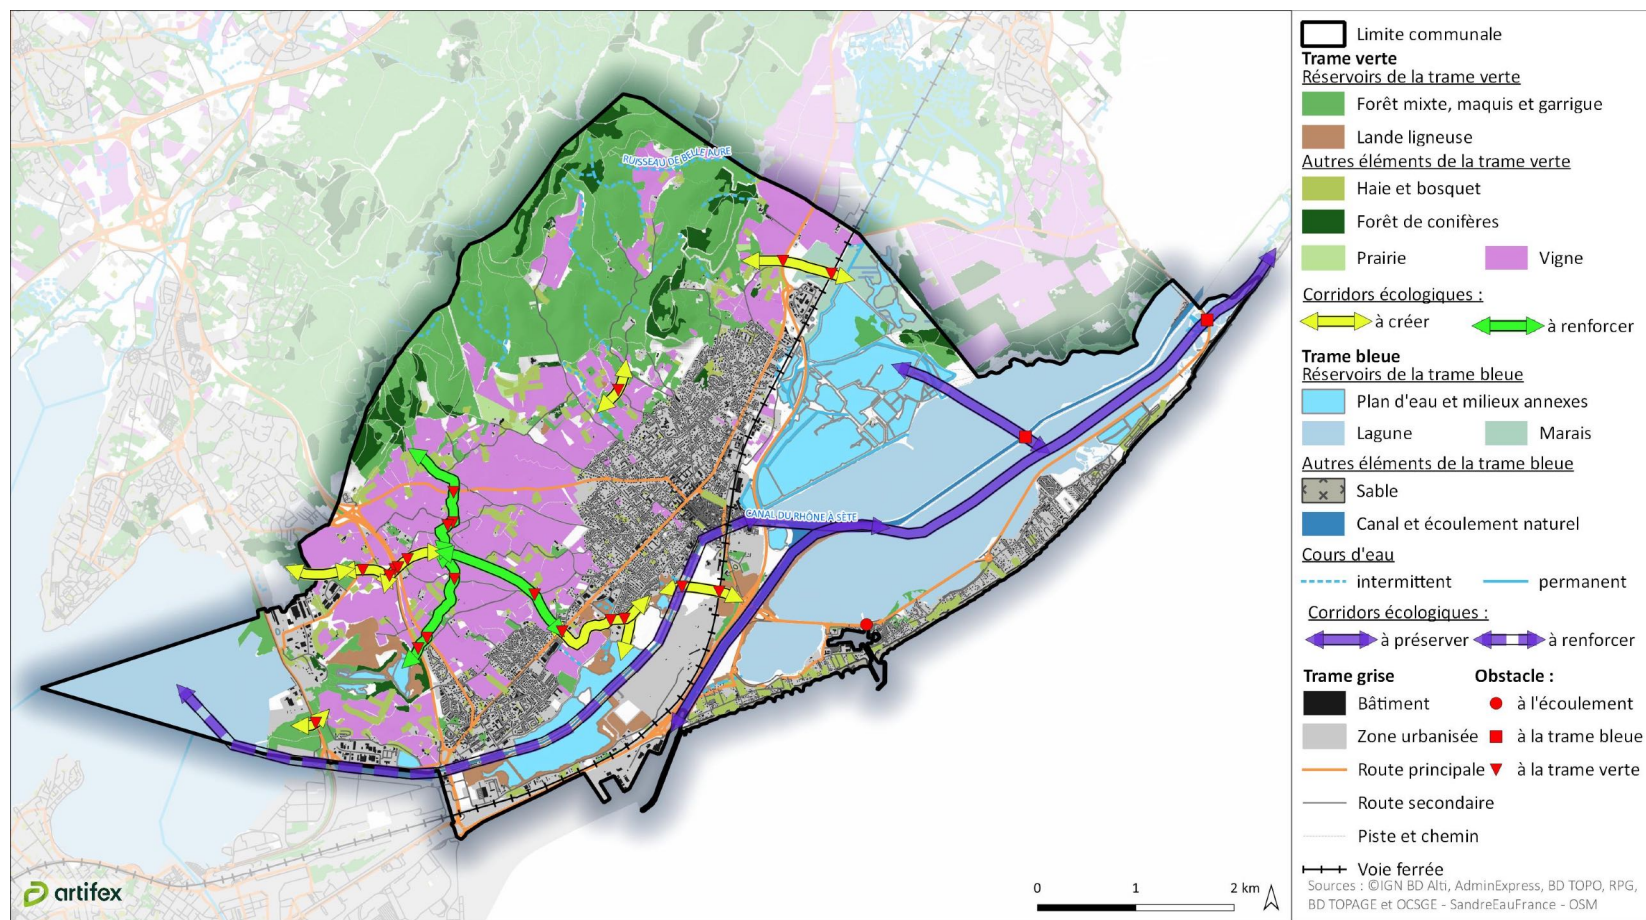 RUISSEAU DE BELLE AURE
CANAL DU RHÔNE À SÈTE
artifex
0 1 2 km
Limite communale
Trame verte
Réservoirs de la trame verte
Forêt mixte, maquis et garrigue
Lande ligneuse
Autres éléments de la trame verte
Haie et bosquet
Forêt de conifères
Prairie Vigne
Corridors écologiques :
à créer à renforcer
Trame bleue
Réservoirs de la trame bleue
Plan d'eau et milieux annexes
Lagune Marais
Autres éléments de la trame bleue
Sable
Canal et écoulement naturel
Cours d'eau
intermittent permanent
Corridors écologiques :
à préserver à renforcer
Trame grise Obstacle :
Bâtiment à l'écoulement
Zone urbanisée à la trame bleue
Route principale à la trame verte
Route secondaire
Piste et chemin
Voie ferrée
Sources : ©IGN BD Alti, AdminExpress, BD TOPO, RPG,
BD TOPAGE et OCSGE - SandreEauFrance - OSM